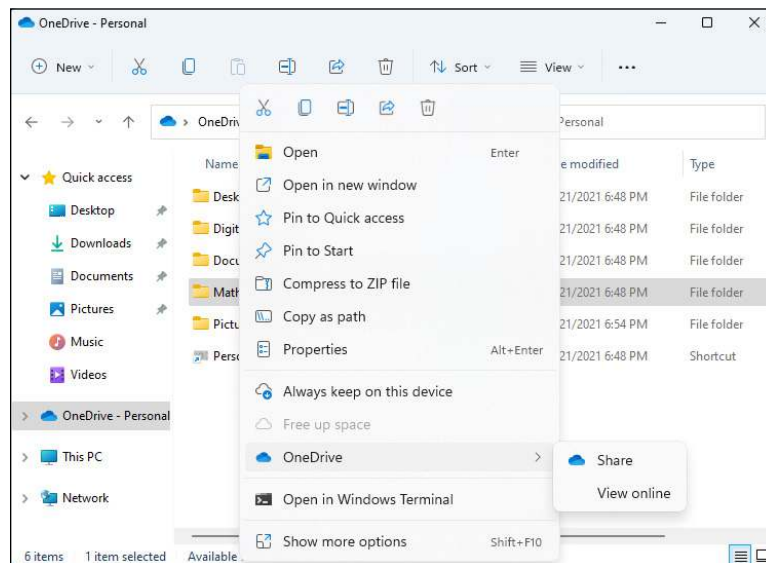 OneDrive - Personal
New
Sort
View
OneDriv
Personal
Name
e modified
Type
Quick access
Desktop
Downloads
Documents
Pictures
Music
Videos
OneDrive - Personal
This PC
Network
Desk
21/2021 6:48 PM
File folder
Digit
21/2021 6:48 PM
File folder
Docu
21/2021 6:48 PM
File folder
Math
21/2021 6:48 PM
File folder
Pictu
21/2021 6:54 PM
File folder
Perso
21/2021 6:48 PM
Shortcut
Open Enter
Open in new window
Pin to Quick access
Pin to Start
Compress to ZIP file
Copy as path
Properties Alt+Enter
Always keep on this device
Free up space
OneDrive
Open in Windows Terminal
Show more options Shift+F10
Share
View online
6 items 1 item selected Available